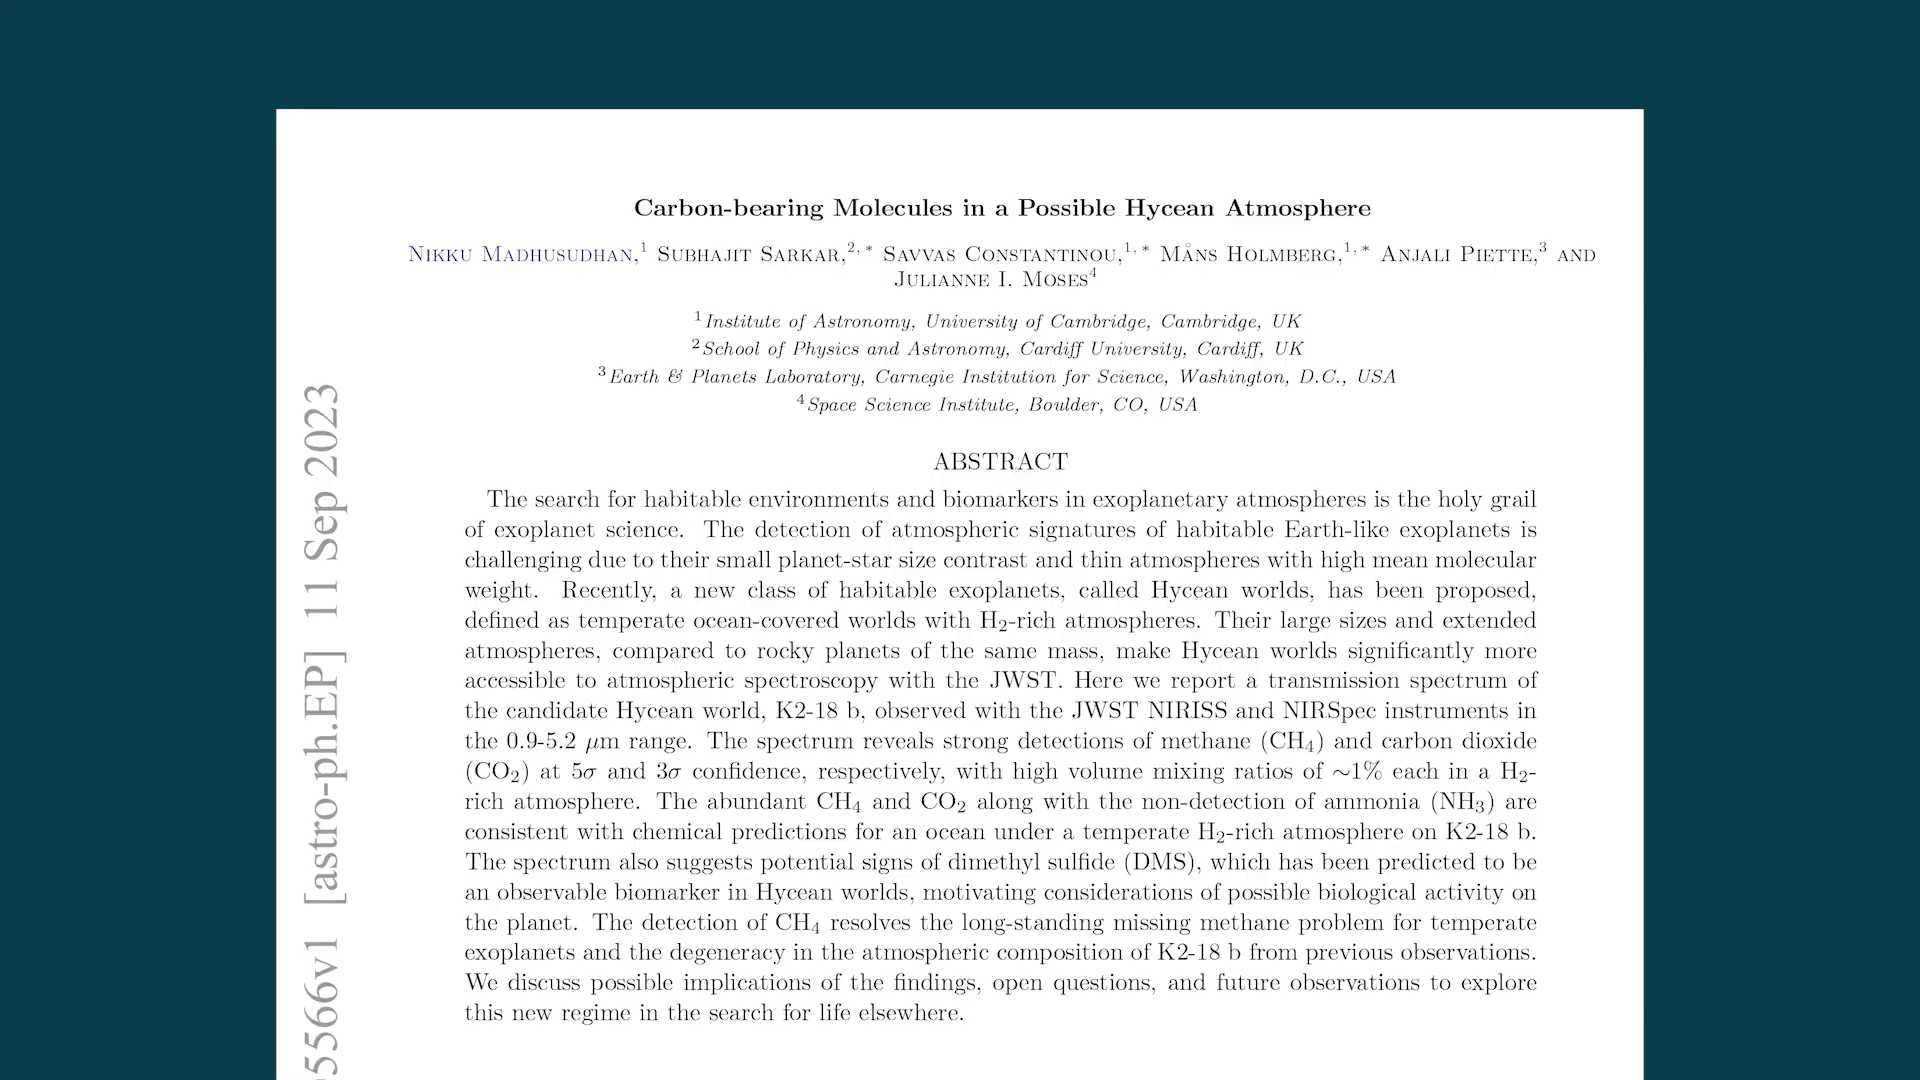 Carbon-bearing Molecules in a Possible Hycean Atmosphere
Nikku Madhusudhan,¹ Subhajit Sarkar,²,* Savvas Constantinou,¹,* Måns Holmberg,¹,* Anjali Piette,³ and
Julianne I. Moses⁴
¹Institute of Astronomy, University of Cambridge, Cambridge, UK
²School of Physics and Astronomy, Cardiff University, Cardiff, UK
³Earth & Planets Laboratory, Carnegie Institution for Science, Washington, D.C., USA
⁴Space Science Institute, Boulder, CO, USA
ABSTRACT
The search for habitable environments and biomarkers in exoplanetary atmospheres is the holy grail
of exoplanet science. The detection of atmospheric signatures of habitable Earth-like exoplanets is
challenging due to their small planet-star size contrast and thin atmospheres with high mean molecular
weight. Recently, a new class of habitable exoplanets, called Hycean worlds, has been proposed,
defined as temperate ocean-covered worlds with H₂-rich atmospheres. Their large sizes and extended
atmospheres, compared to rocky planets of the same mass, make Hycean worlds significantly more
accessible to atmospheric spectroscopy with the JWST. Here we report a transmission spectrum of
the candidate Hycean world, K2-18 b, observed with the JWST NIRISS and NIRSpec instruments in
the 0.9-5.2 μm range. The spectrum reveals strong detections of methane (CH₄) and carbon dioxide
(CO₂) at 5σ and 3σ confidence, respectively, with high volume mixing ratios of ~1% each in a H₂-
rich atmosphere. The abundant CH₄ and CO₂ along with the non-detection of ammonia (NH₃) are
consistent with chemical predictions for an ocean under a temperate H₂-rich atmosphere on K2-18 b.
The spectrum also suggests potential signs of dimethyl sulfide (DMS), which has been predicted to be
an observable biomarker in Hycean worlds, motivating considerations of possible biological activity on
the planet. The detection of CH₄ resolves the long-standing missing methane problem for temperate
exoplanets and the degeneracy in the atmospheric composition of K2-18 b from previous observations.
We discuss possible implications of the findings, open questions, and future observations to explore
this new regime in the search for life elsewhere.
5566v1 [astro-ph.EP] 11 Sep 2023